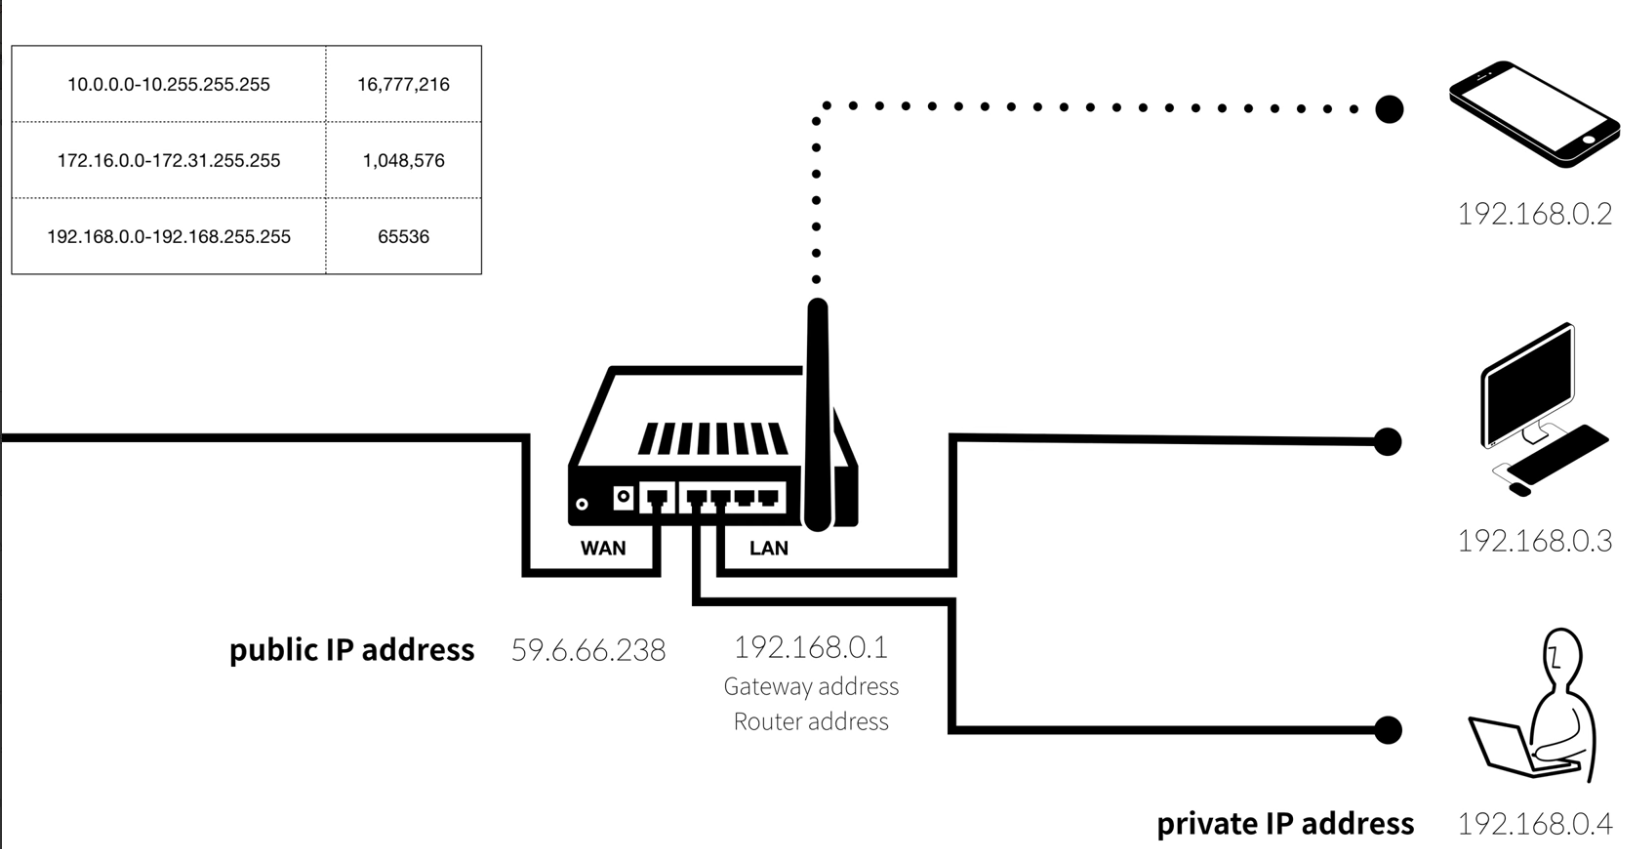 10.0.0.0-10.255.255.255 16,777,216
172.16.0.0-172.31.255.255 1,048,576
192.168.0.0-192.168.255.255 65536
192.168.0.2
192.168.0.3
WAN LAN
public IP address 59.6.66.238 192.168.0.1
Gateway address
Router address
private IP address 192.168.0.4